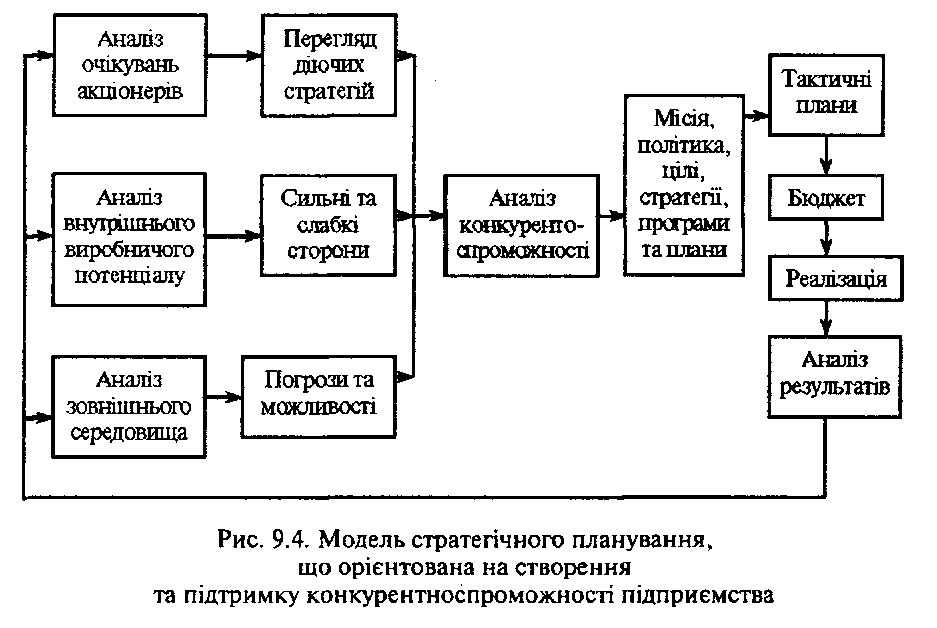 Аналіз
очікувань
акціонерів
Перегляд
діючих
стратегій
Аналіз
внутрішнього
виробничого
потенціалу
Сильні та
слабкі
сторони
Аналіз
зовнішнього
середовища
Погрози та
можливості
Аналіз
конкуренто-
спроможності
Місія,
політика,
цілі,
стратегії,
програми
та плани
Тактичні
плани
Бюджет
Реалізація
Аналіз
результатів
Рис. 9.4. Модель стратегічного планування,
що орієнтована на створення
та підтримку конкурентноспроможності підприємства